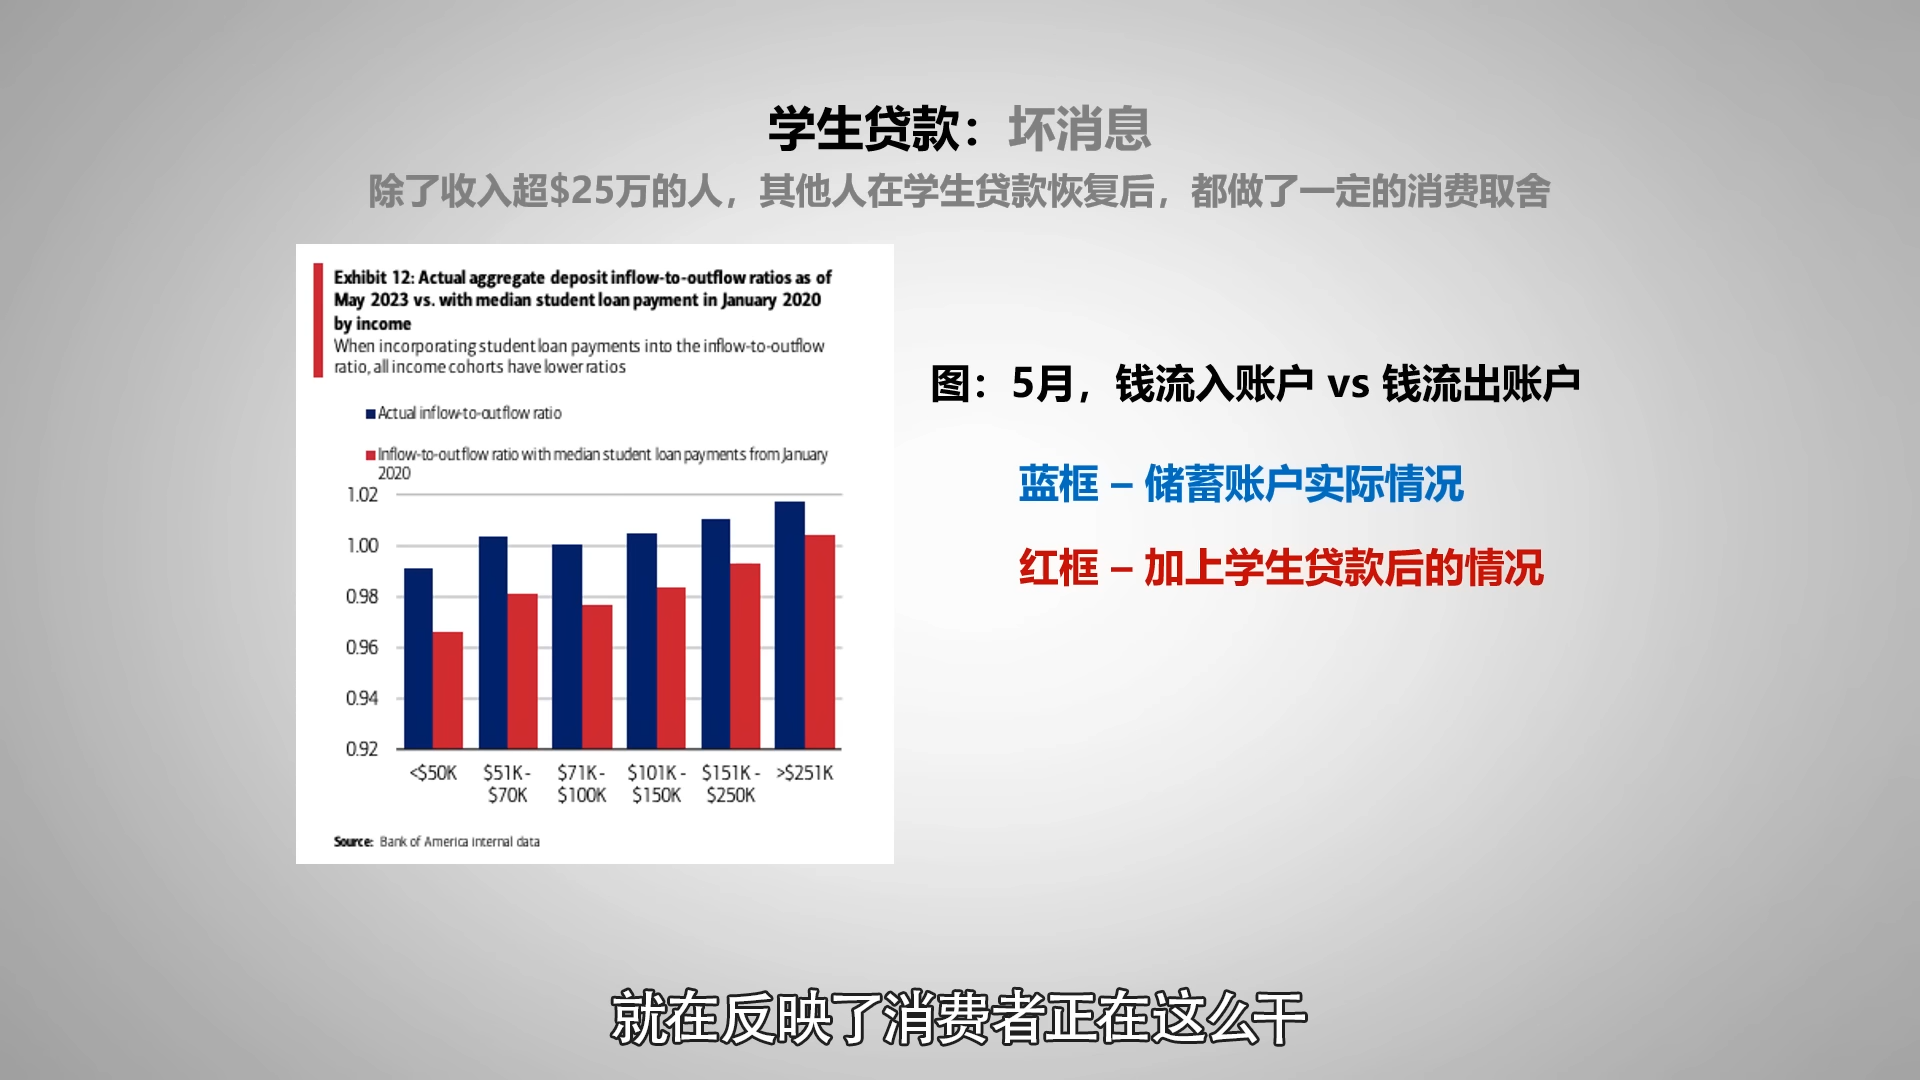 学生贷款：坏消息
除了收入超$25万的人，其他人在学生贷款恢复后，都做了一定的消费取舍
Exhibit 12: Actual aggregate deposit inflow-to-outflow ratios as of
May 2023 vs. with median student loan payment in January 2020
by income
When incorporating student loan payments into the inflow-to-outflow
ratio, all income cohorts have lower ratios
Actual inflow-to-outflow ratio
Inflow-to-outflow ratio with median student loan payments from January
2020
1.02
1.00
0.98
0.96
0.94
0.92
<$50K
$51K-
$70K
$71K-
$100K
$101K-
$150K
$151K-
$250K
>$251K
Source: Bank of America internal data
图：5月，钱流入账户 vs 钱流出账户
蓝框 – 储蓄账户实际情况
红框 – 加上学生贷款后的情况
就在反映了消费者正在这么干